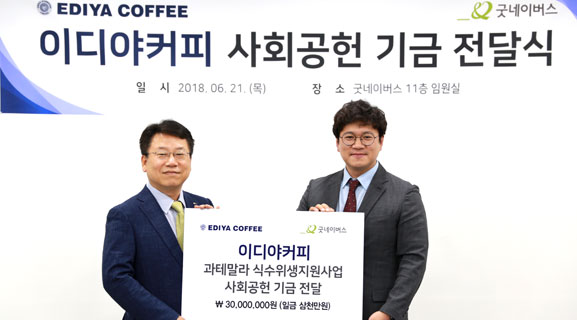 EDIYA COFFEE
굿네이버스
이디야커피 사회공헌 기금 전달식
일 시 2018. 06. 21. (목) 장 소 굿네이버스 11층 임원실
EDIYA COFFEE
굿네이버스
이디야커피
과테말라 식수위생지원사업
사회공헌 기금 전달
₩ 30,000,000원 (일금 삼천만원)